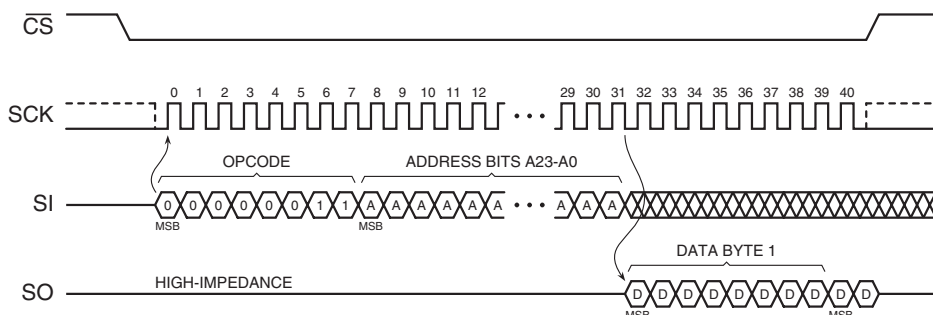 CS
SCK
0 1 2 3 4 5 6 7 8 9 10 11 12 29 30 31 32 33 34 35 36 37 38 39 40
OPCODE
ADDRESS BITS A23-A0
SI
0 0 0 0 0 0 1 1 A A A A A A A A A
MSB MSB
DATA BYTE 1
SO
HIGH-IMPEDANCE
D D D D D D D D D D
MSB MSB